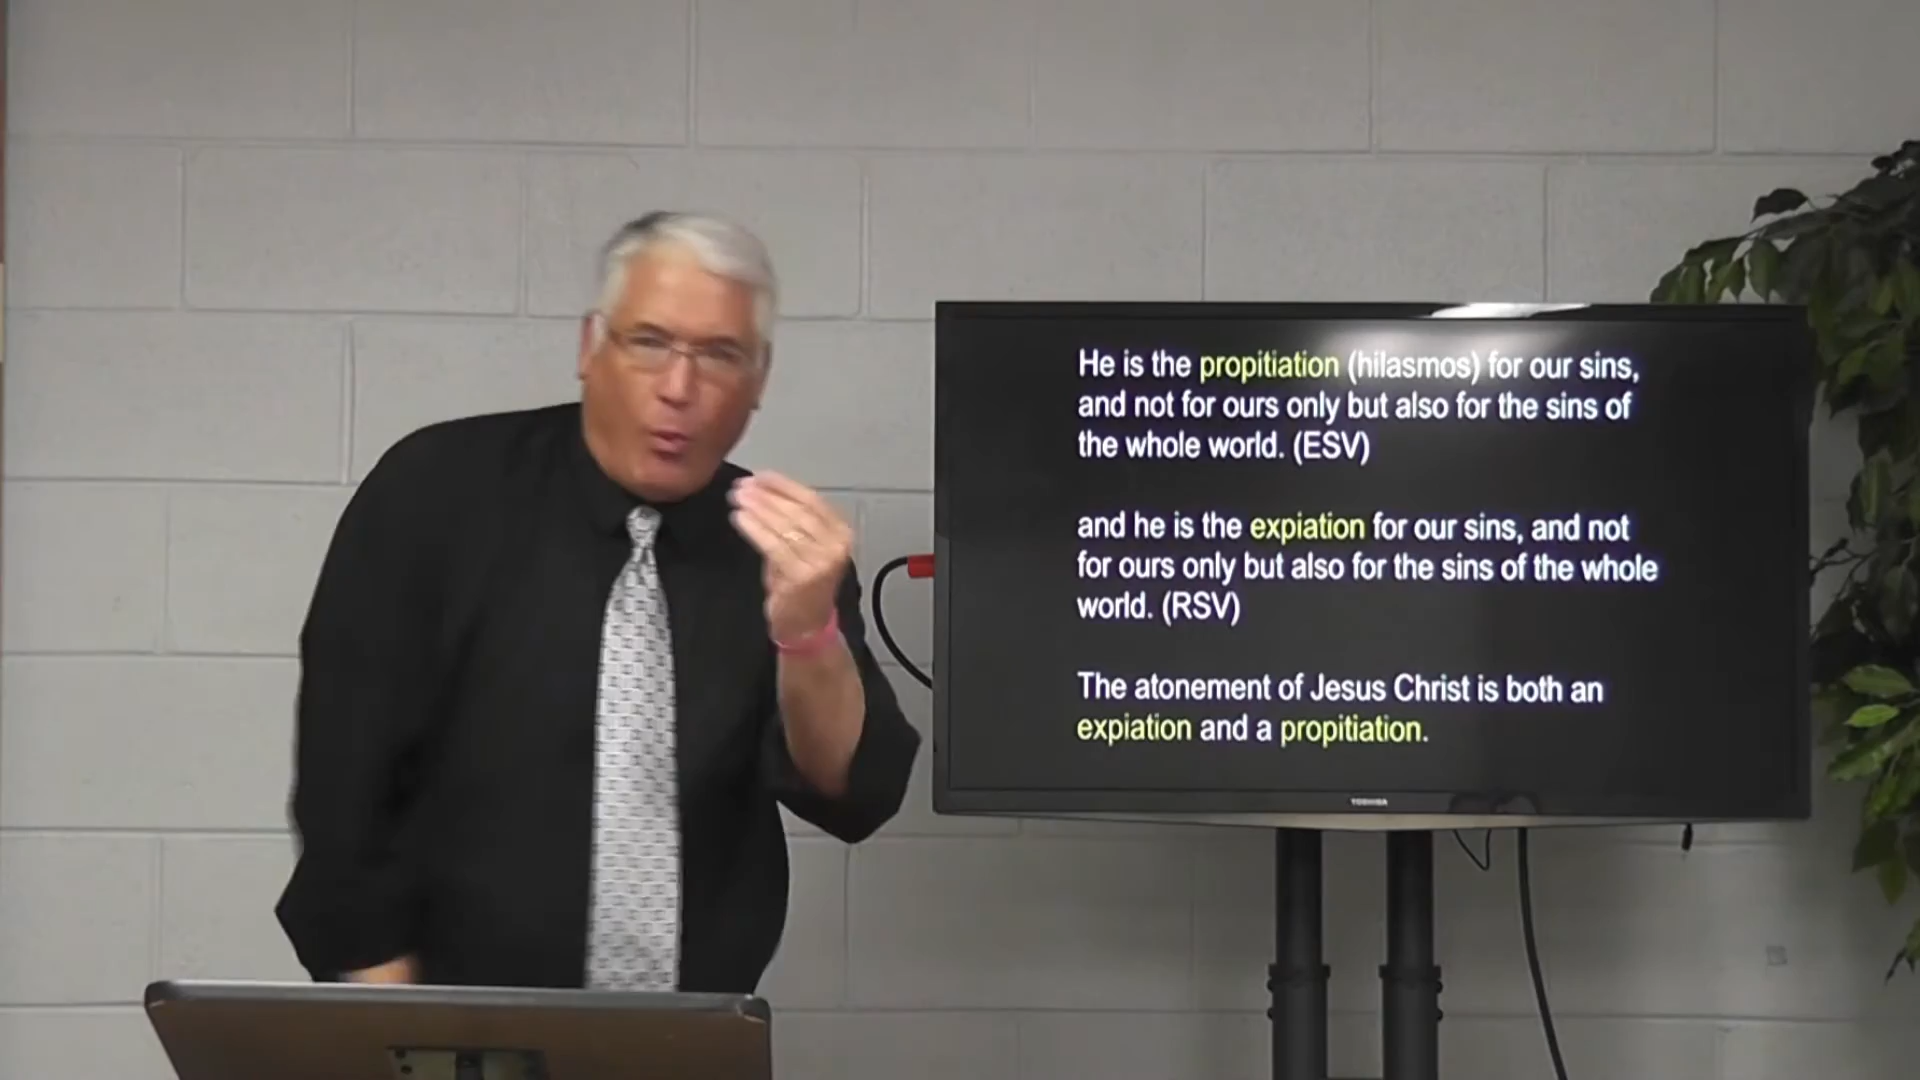 He is the propitiation (hilasmos) for our sins,
and not for ours only but also for the sins of
the whole world. (ESV)
and he is the expiation for our sins, and not
for ours only but also for the sins of the whole
world. (RSV)
The atonement of Jesus Christ is both an
expiation and a propitiation.
TOSHIBA